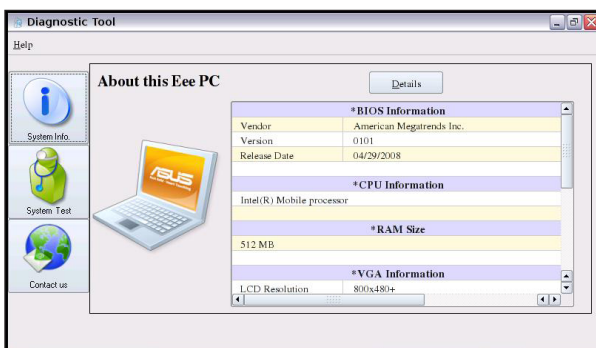 Diagnostic Tool
Help
System Info.
System Test
Contact us
About this Eee PC
Details
ASUS
*BIOS Information
Vendor American Megatrends Inc.
Version 0101
Release Date 04/29/2008
*CPU Information
Intel(R) Mobile processor
*RAM Size
512 MB
*VGA Information
LCD Resolution 800x480+